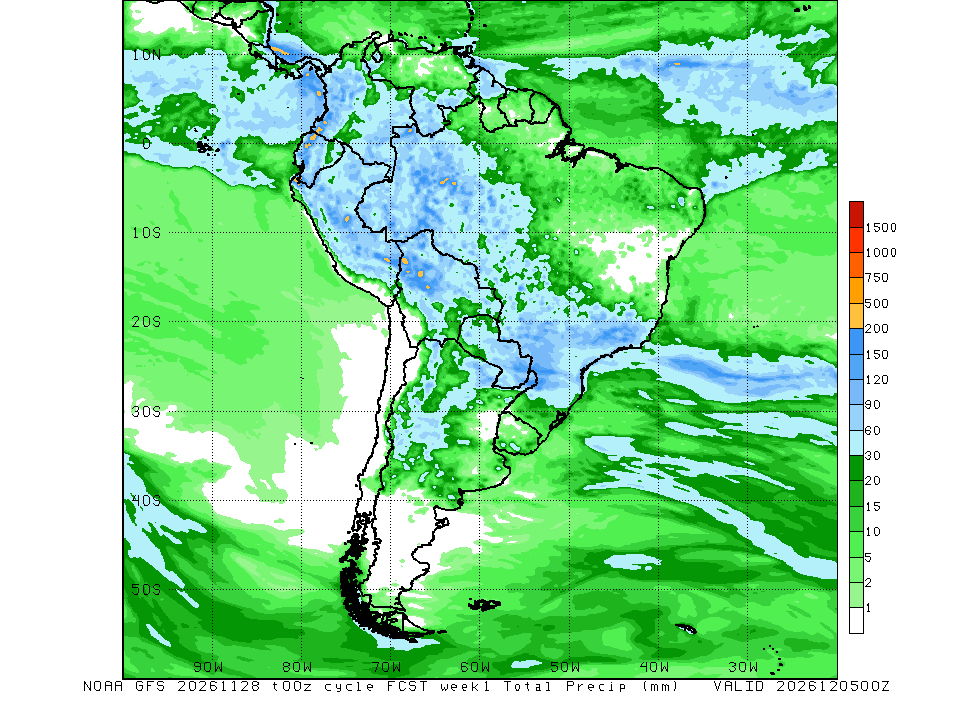 10N
0
10S
20S
30S
40S
50S
90W 80W 70W 60W 50W 40W 30W
1500
1000
750
500
200
150
120
90
60
30
20
15
10
5
2
1
NOAA GFS 20261128 t00z cycle FCST week1 Total Precip (mm) VALID 2026120500Z